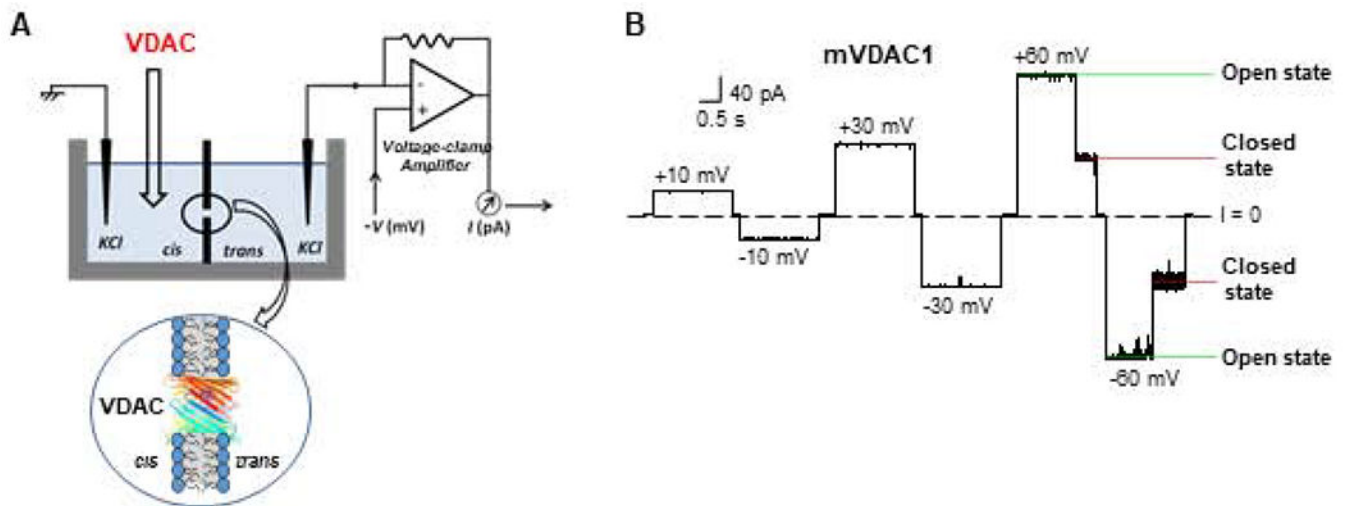 A
VDAC
-
+
Voltage-clamp
Amplifier
KCl
cis
trans
KCl
-V (mV)
I (pA)
VDAC
cis
trans
B
mVDAC1
40 pA
0.5 s
+10 mV
-10 mV
+30 mV
-30 mV
+60 mV
-60 mV
Open state
Closed
state
I = 0
Closed
state
Open state